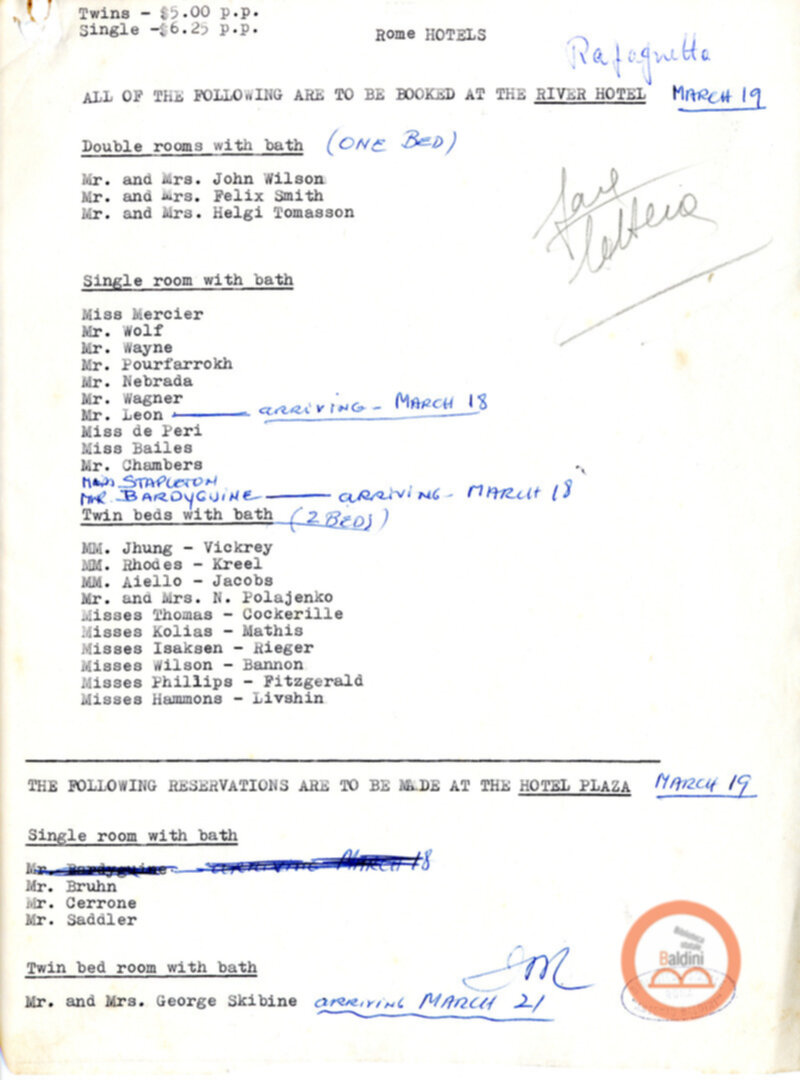 Twins - $5.00 p.p.
Single -$6.25 p.p.
Rome HOTELS
ALL OF THE FOLLOWING ARE TO BE BOOKED AT THE RIVER HOTEL MARCH 19
Double rooms with bath (ONE BED)
Mr. and Mrs. John Wilson
Mr. and Mrs. Felix Smith
Mr. and Mrs. Helgi Tomasson
Single room with bath
Miss Mercier
Mr. Wolf
Mr. Wayne
Mr. Pourfarrokh
Mr. Nebrada
Mr. Wagner
Mr. Leon ARRIVING - MARCH 18
Miss de Peri
Miss Bailes
Mr. Chambers
STAPLETON
MR BARDYGUINE ARRIVING - MARCH 18
Twin beds with bath (2 BEDS)
MM. Jhung - Vickrey
MM. Rhodes - Kreel
MM. Aiello - Jacobs
Mr. and Mrs. N. Polajenko
Misses Thomas - Cockerille
Misses Kolias - Mathis
Misses Isaksen - Rieger
Misses Wilson - Bannon
Misses Phillips - Fitzgerald
Misses Hammons - Livshin
THE FOLLOWING RESERVATIONS ARE TO BE MADE AT THE HOTEL PLAZA MARCH 19
Single room with bath
Mr. Bardyguine ARRIVING MARCH 18
Mr. Bruhn
Mr. Cerrone
Mr. Saddler
Twin bed room with bath
Mr. and Mrs. George Skibine ARRIVING MARCH 21
Biblioteca
statale
Baldini